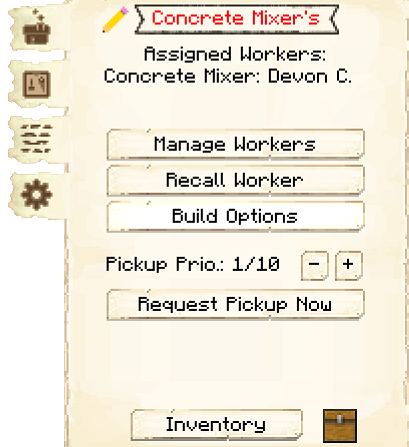 Concrete Mixer's
Assigned Workers:
Concrete Mixer: Devon C.
Manage Workers
Recall Worker
Build Options
Pickup Prio.: 1/10 - +
Request Pickup Now
Inventory